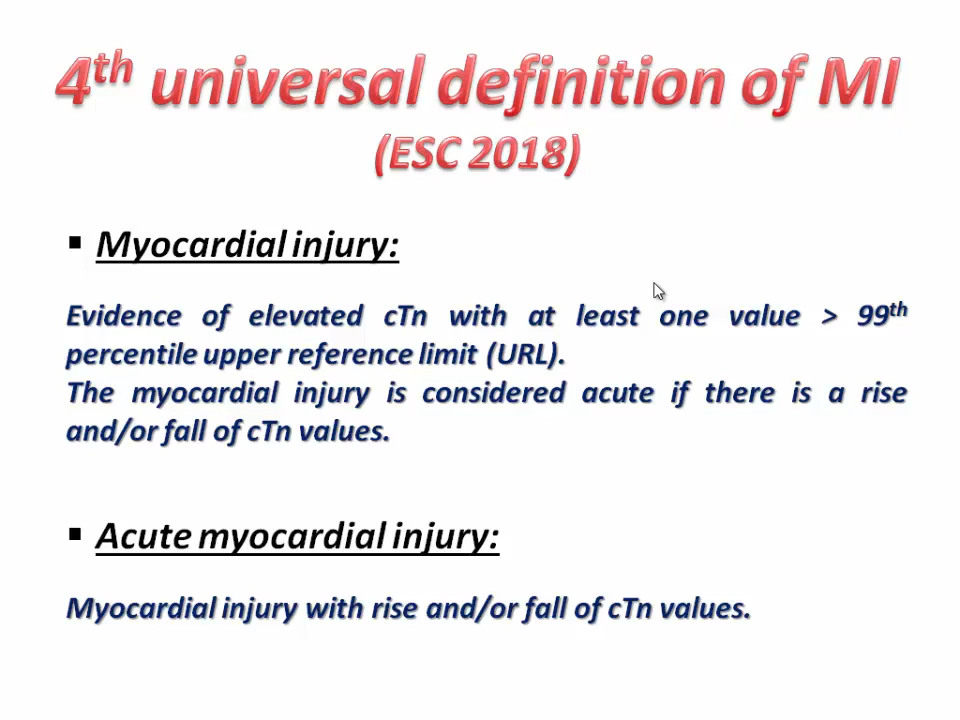 4th universal definition of MI
(ESC 2018)
▪ Myocardial injury:
Evidence of elevated cTn with at least one value > 99th
percentile upper reference limit (URL).
The myocardial injury is considered acute if there is a rise
and/or fall of cTn values.
▪ Acute myocardial injury:
Myocardial injury with rise and/or fall of cTn values.